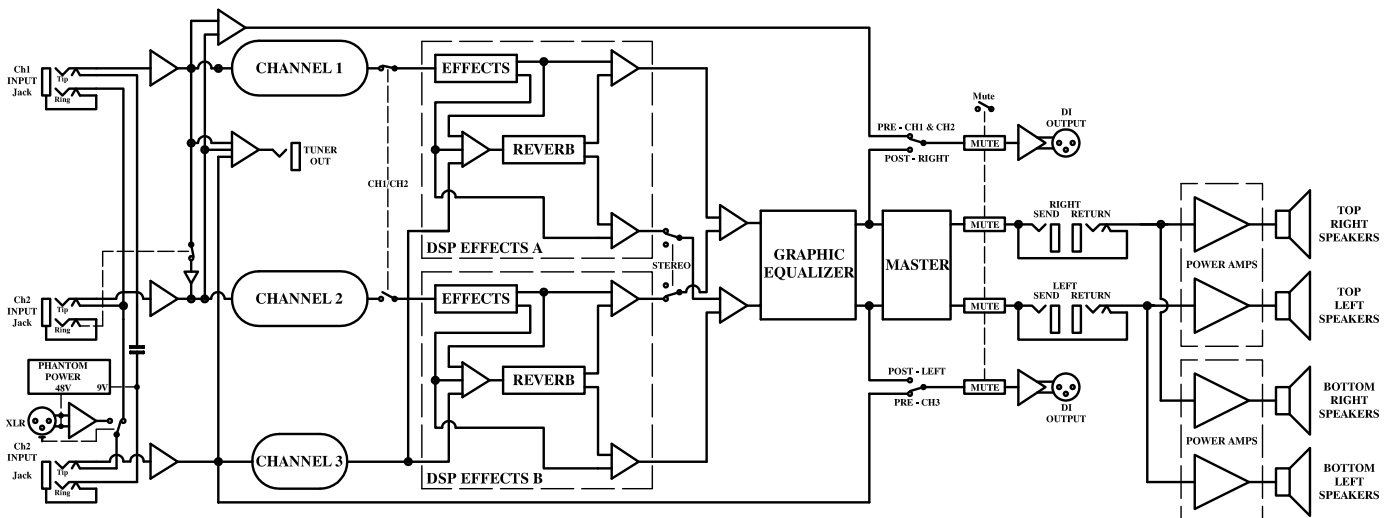 Ch1
INPUT
Jack
Tip
Ring
CHANNEL 1
TUNER
OUT
CH1/CH2
EFFECTS
REVERB
DSP EFFECTS A
STEREO
Ch2
INPUT
Jack
Tip
Ring
CHANNEL 2
EFFECTS
REVERB
DSP EFFECTS B
PHANTOM
POWER
48V 9V
XLR
Ch2
INPUT
Jack
Tip
Ring
CHANNEL 3
GRAPHIC
EQUALIZER
MASTER
PRE - CH1 & CH2
POST - RIGHT
Mute
MUTE
DI
OUTPUT
MUTE
RIGHT
SEND RETURN
MUTE
LEFT
SEND RETURN
POST - LEFT
PRE - CH3
MUTE
DI
OUTPUT
POWER AMPS
POWER AMPS
TOP
RIGHT
SPEAKERS
TOP
LEFT
SPEAKERS
BOTTOM
RIGHT
SPEAKERS
BOTTOM
LEFT
SPEAKERS